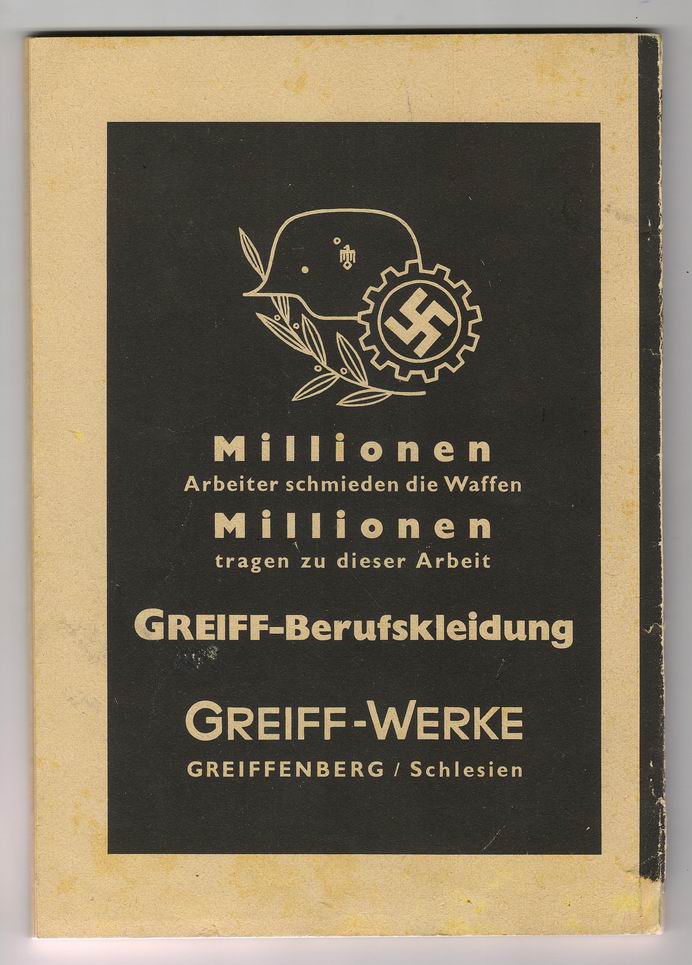 Millionen
Arbeiter schmieden die Waffen
Millionen
tragen zu dieser Arbeit
GREIFF-Berufskleidung
GREIFF-WERKE
GREIFFENBERG / Schlesien